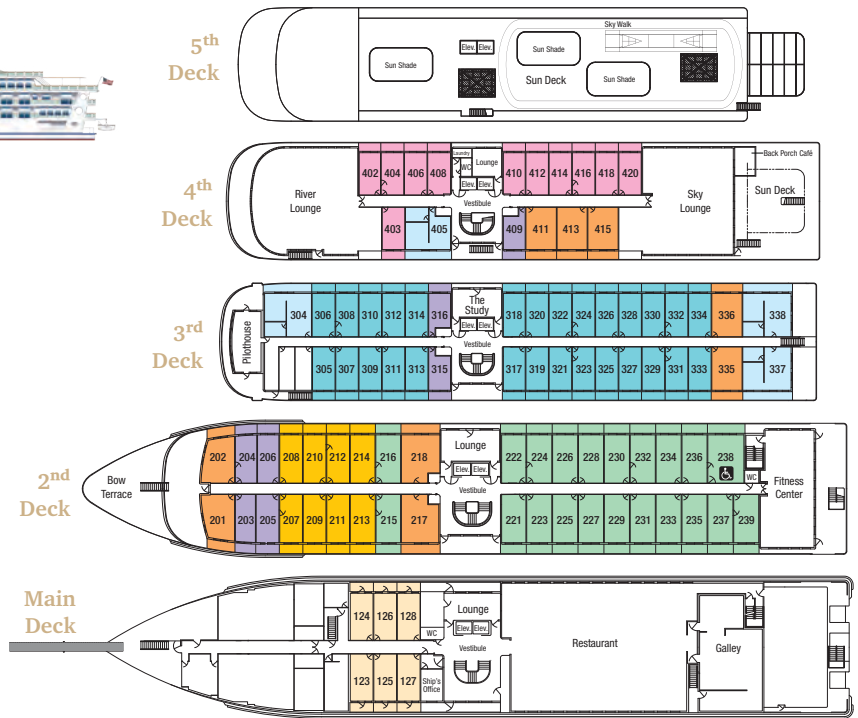 5th
Deck
Sky Walk
Sun Shade
Elev. Elev.
Sun Shade
Sun Deck
Sun Shade
4th
Deck
River
Lounge
402 404 406 408
Laundry
WC
Lounge
Elev. Elev.
Vestibule
410 412 414 416 418 420
403 405
409 411 413 415
Sky
Lounge
Back Porch Café
Sun Deck
3rd
Deck
Pilothouse
304 306 308 310 312 314 316
The
Study
Elev. Elev.
Vestibule
318 320 322 324 326 328 330 332 334 336 338
305 307 309 311 313 315
317 319 321 323 325 327 329 331 333 335 337
2nd
Deck
Bow
Terrace
202 204 206 208 210 212 214 216 218
Lounge
Elev. Elev.
Vestibule
222 224 226 228 230 232 234 236 238
WC
Fitness
Center
201 203 205 207 209 211 213 215 217
221 223 225 227 229 231 233 235 237 239
Main
Deck
124 126 128
WC
Lounge
Elev. Elev.
Vestibule
123 125 127
Ship's
Office
Restaurant
Galley